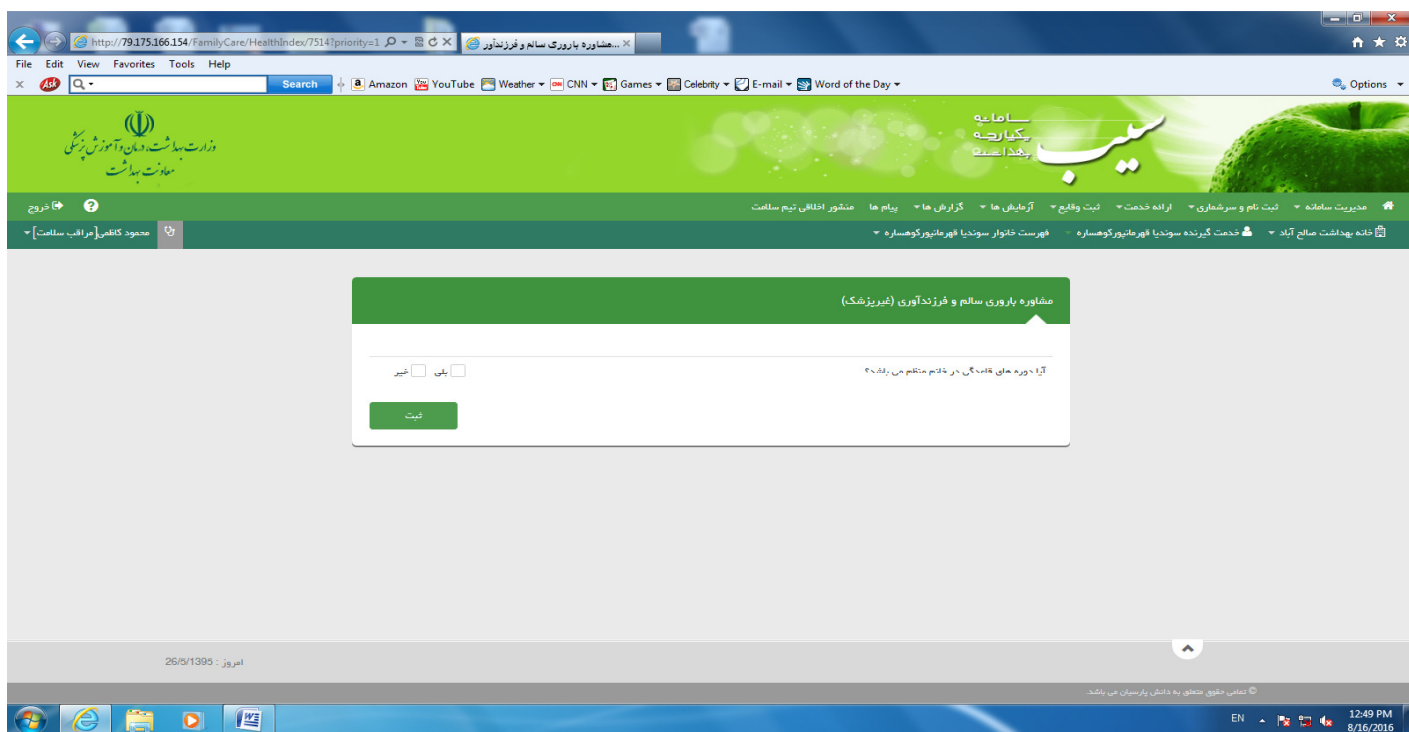 http://79.175.166.154/FamilyCare/HealthIndex/7514?priority=1
مشاوره باروری سالم و فرزندآور...
File Edit View Favorites Tools Help
Ask
Search
Amazon YouTube Weather CNN Games Celebrity E-mail Word of the Day
Options
وزارت بهداشت، درمان و آموزش پزشکی
معاونت بهداشت
سامانه
یکپارچه
بهداشت
سیب
مدیریت سامانه ثبت نام و سرشماری ارائه خدمت ثبت وقایع آزمایش ها گزارش ها پیام ها منشور اخلاقی تیم سلامت
خروج
خانه بهداشت صالح آباد خدمت گیرنده سوندیا قهرمانپورکوهساره فهرست خانوار سوندیا قهرمانپورکوهساره
محمود کاظمی[مراقب سلامت]
مشاوره باروری سالم و فرزندآوری (غیرپزشک)
آیا دوره های قاعدگی در خانم منظم می باشد؟
بلی خیر
ثبت
امروز : 26/5/1395
© تمامی حقوق متعلق به دانش پارسیان می باشد.
EN
12:49 PM
8/16/2016